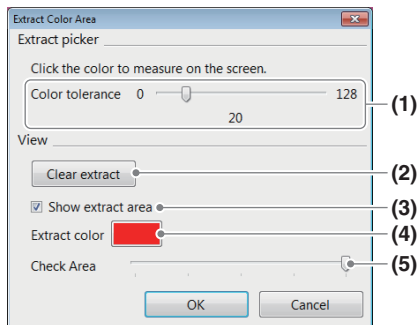 Extract Color Area
Extract picker
Click the color to measure on the screen.
Color tolerance 0 128 (1)
20
View
Clear extract (2)
Show extract area (3)
Extract color (4)
Check Area (5)
OK Cancel